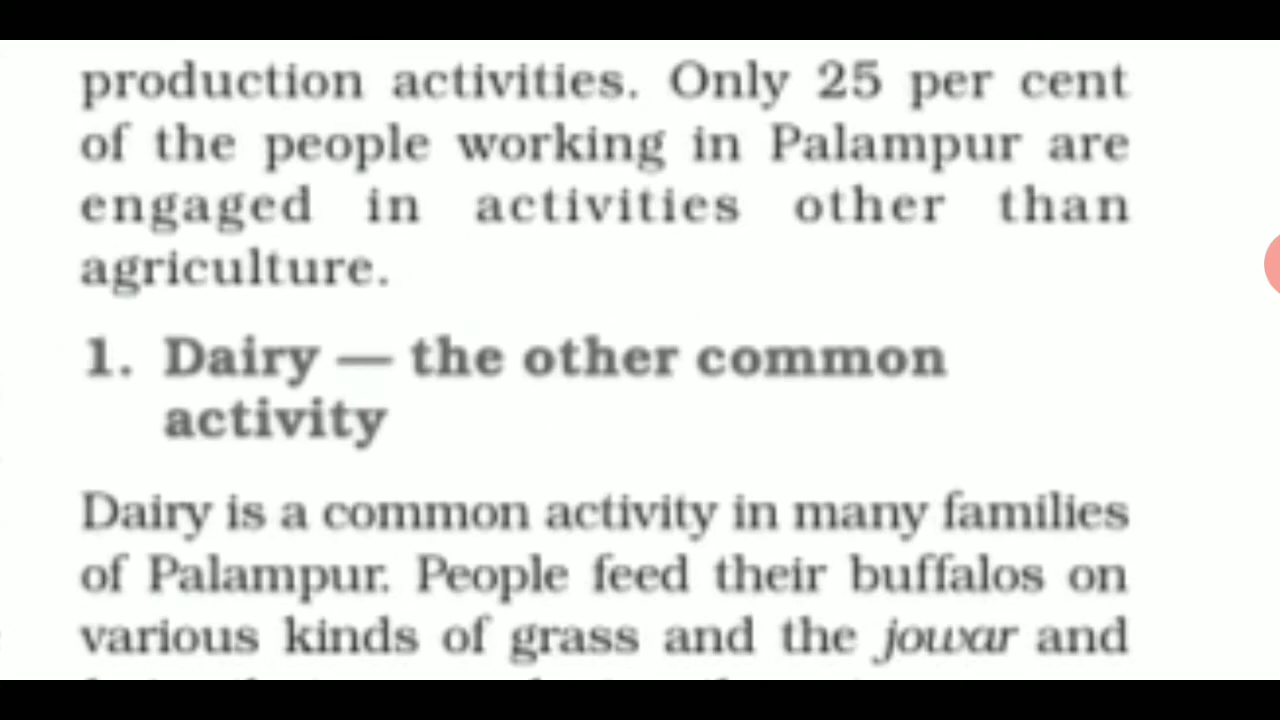 production activities. Only 25 per cent
of the people working in Palampur are
engaged in activities other than
agriculture.
1. Dairy — the other common
activity
Dairy is a common activity in many families
of Palampur. People feed their buffalos on
various kinds of grass and the jowar and